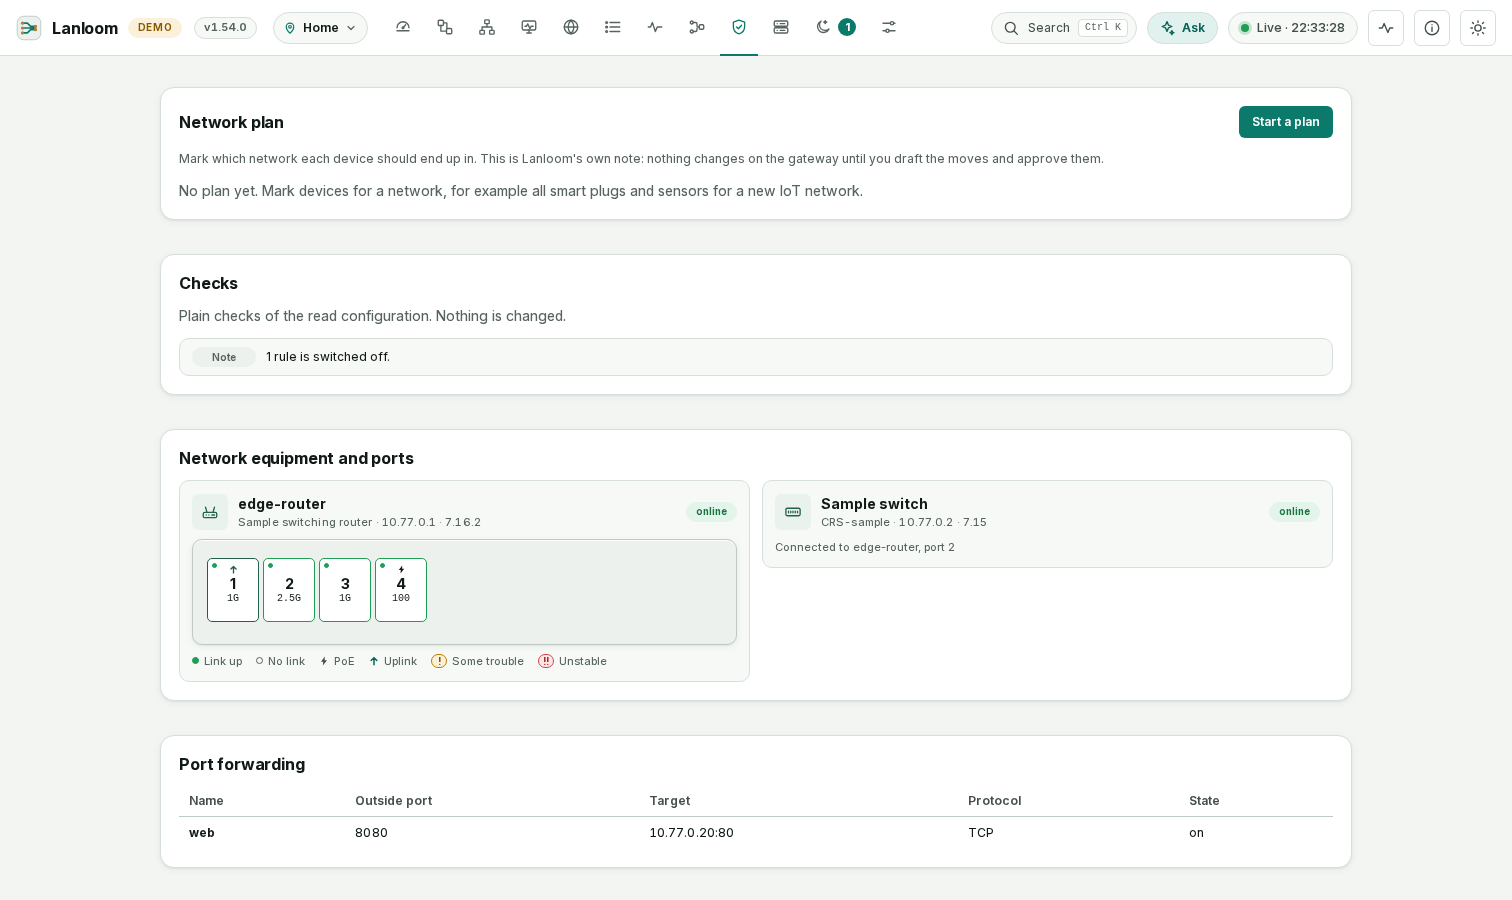 Lanloom DEMO v1.54.0 Home 1 Search Ctrl K Ask Live · 22:33:28
Network plan
Start a plan
Mark which network each device should end up in. This is Lanloom's own note: nothing changes on the gateway until you draft the moves and approve them.
No plan yet. Mark devices for a network, for example all smart plugs and sensors for a new IoT network.
Checks
Plain checks of the read configuration. Nothing is changed.
Note 1 rule is switched off.
Network equipment and ports
edge-router
Sample switching router · 10.77.0.1 · 7.16.2
online
1 2 3 4
1G 2.5G 1G 100
Link up No link PoE Uplink ! Some trouble !! Unstable
Sample switch
CRS-sample · 10.77.0.2 · 7.15
online
Connected to edge-router, port 2
Port forwarding
Name Outside port Target Protocol State
web 8080 10.77.0.20:80 TCP on